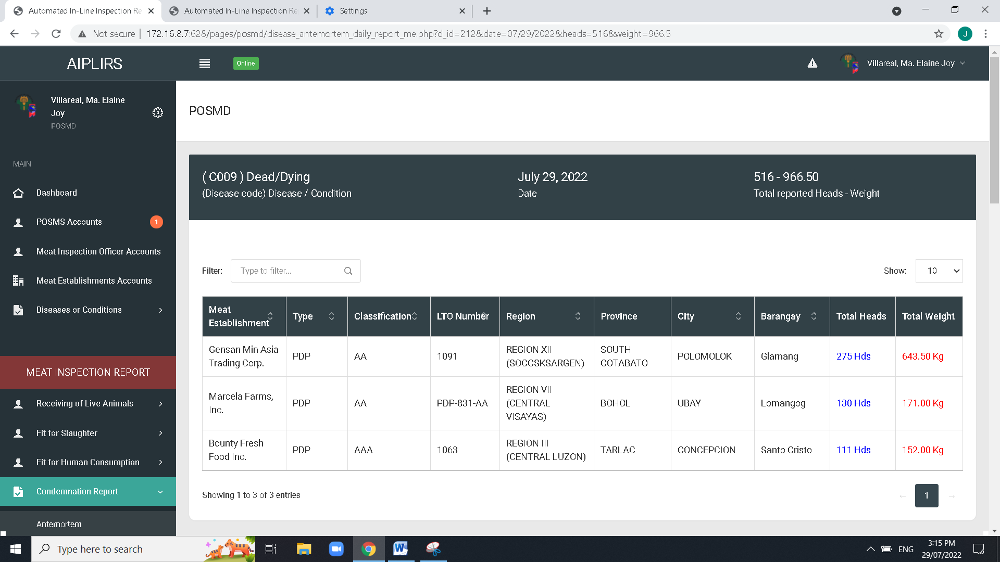 Automated In-Line Inspection Re
Automated In-Line Inspection Re
Settings
Not secure
172.16.8.7:628/pages/posmd/disease_antemortem_daily_report_me.php?d_id=212&date=07/29/2022&heads=516&weight=966.5
J
AIPLIRS
Online
Villareal, Ma. Elaine Joy
Villareal, Ma. Elaine
Joy
POSMD
MAIN
Dashboard
POSMS Accounts
1
Meat Inspection Officer Accounts
Meat Establishments Accounts
Diseases or Conditions
MEAT INSPECTION REPORT
Receiving of Live Animals
Fit for Slaughter
Fit for Human Consumption
Condemnation Report
Antemortem
POSMD
( C009 ) Dead/Dying
(Disease code) Disease / Condition
July 29, 2022
Date
516 - 966.50
Total reported Heads - Weight
Filter:
Type to filter...
Show:
10
Meat
Establishment
Type
Classification
LTO Number
Region
Province
City
Barangay
Total Heads
Total Weight
Gensan Min Asia
Trading Corp.
PDP
AA
1091
REGION XII
(SOCCSKSARGEN)
SOUTH
COTABATO
POLOMOLOK
Glamang
275 Hds
643.50 Kg
Marcela Farms,
Inc.
PDP
AA
PDP-831-AA
REGION VII
(CENTRAL
VISAYAS)
BOHOL
UBAY
Lomangog
130 Hds
171.00 Kg
Bounty Fresh
Food Inc.
PDP
AAA
1063
REGION III
(CENTRAL LUZON)
TARLAC
CONCEPCION
Santo Cristo
111 Hds
152.00 Kg
Showing 1 to 3 of 3 entries
← 1 →
Type here to search
ENG
3:15 PM
29/07/2022